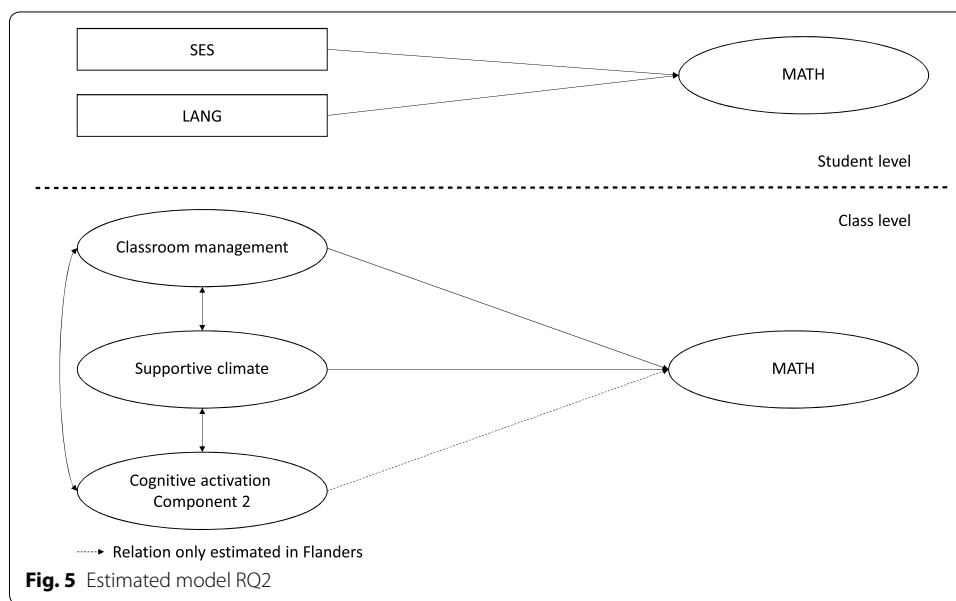 SES
LANG
MATH
Student level
Class level
Classroom management
Supportive climate
MATH
Cognitive activation
Component 2
Relation only estimated in Flanders
Fig. 5 Estimated model RQ2